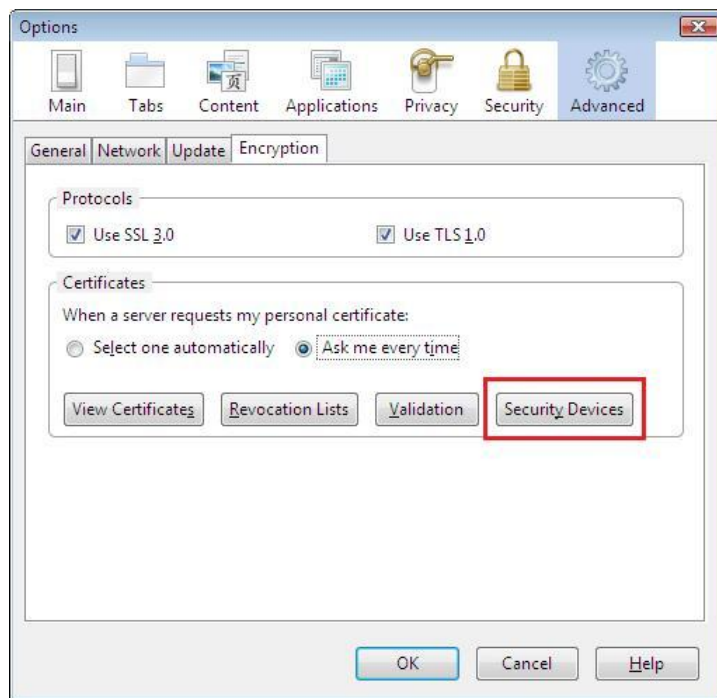 Options
Main Tabs Content Applications Privacy Security Advanced
General Network Update Encryption
Protocols
Use SSL 3.0 Use TLS 1.0
Certificates
When a server requests my personal certificate:
Select one automatically Ask me every time
View Certificates Revocation Lists Validation Security Devices
OK Cancel Help